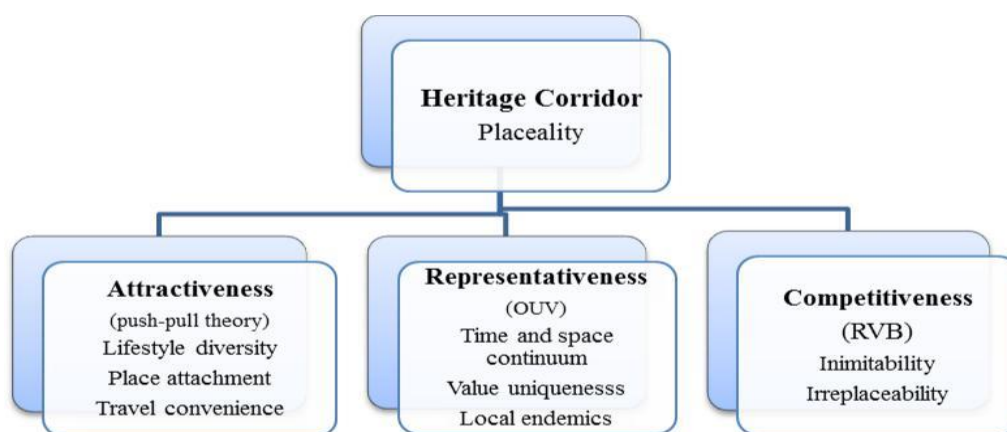 Heritage Corridor
Placeality
Attractiveness
(push-pull theory)
Lifestyle diversity
Place attachment
Travel convenience
Representativeness
(OUV)
Time and space
continuum
Value uniquenesss
Local endemics
Competitiveness
(RVB)
Inimitability
Irreplaceability